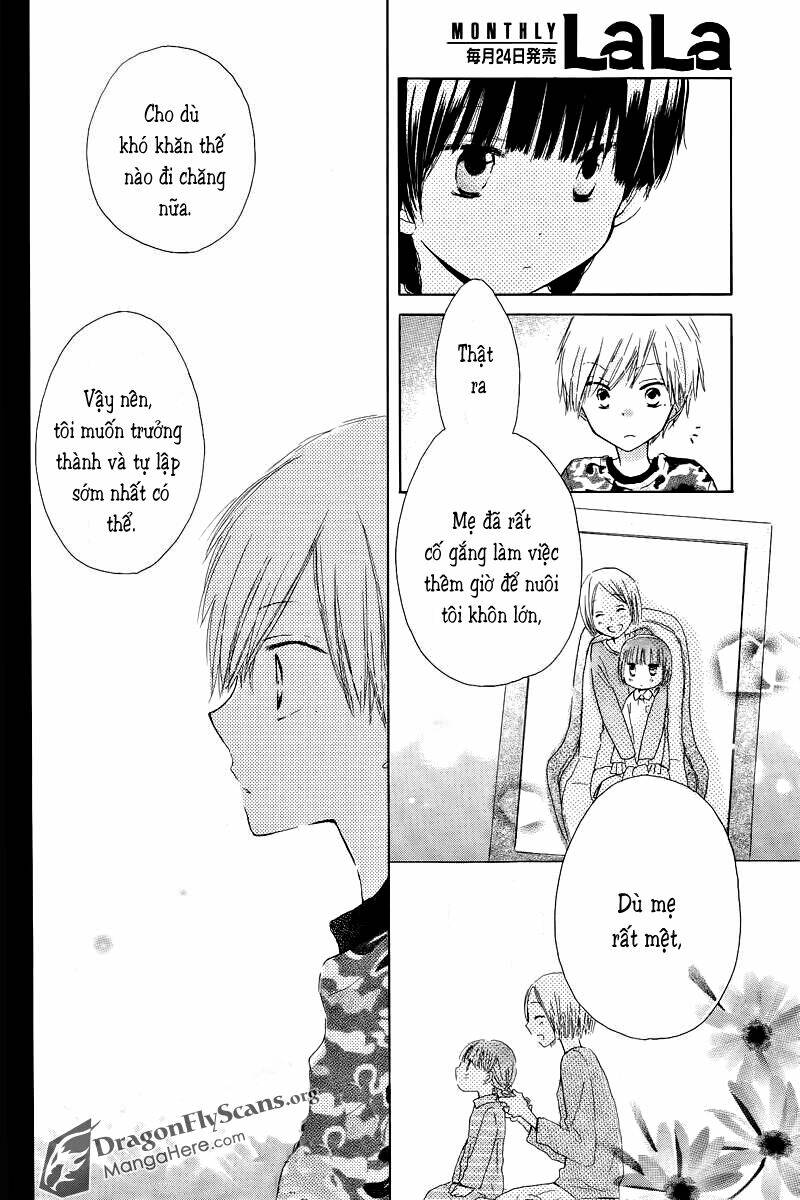 MONTHLY
毎月24日発売
LaLa
Thật
ra
Mẹ đã rất
cố gắng làm việc
thêm giờ để nuôi
tôi khôn lớn,
Dù mẹ
rất mệt,
Cho dù
khó khăn thế
nào đi chăng
nữa.
Vậy nên,
tôi muốn trưởng
thành và tự lập
sớm nhất có
thể.
DragonFlyScans.org
MangaHere.com